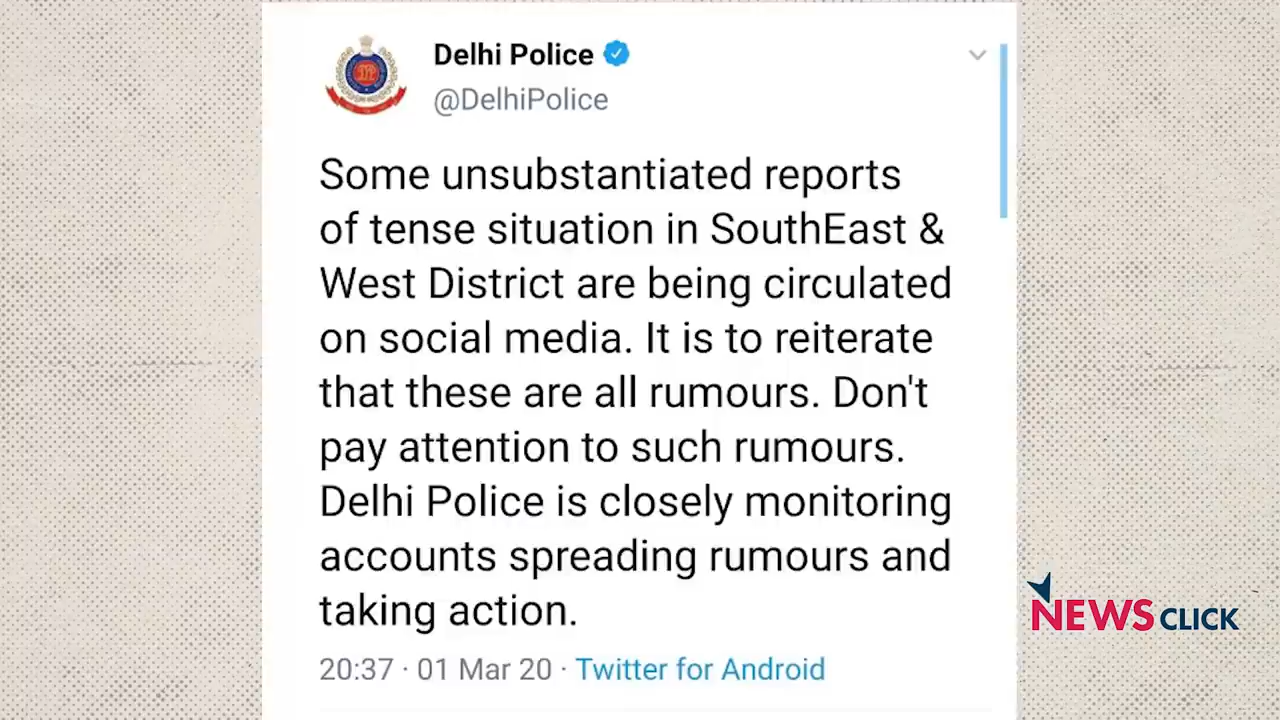 Delhi Police
@DelhiPolice
Some unsubstantiated reports
of tense situation in SouthEast &
West District are being circulated
on social media. It is to reiterate
that these are all rumours. Don't
pay attention to such rumours.
Delhi Police is closely monitoring
accounts spreading rumours and
taking action.
20:37 · 01 Mar 20 · Twitter for Android
NEWS CLICK